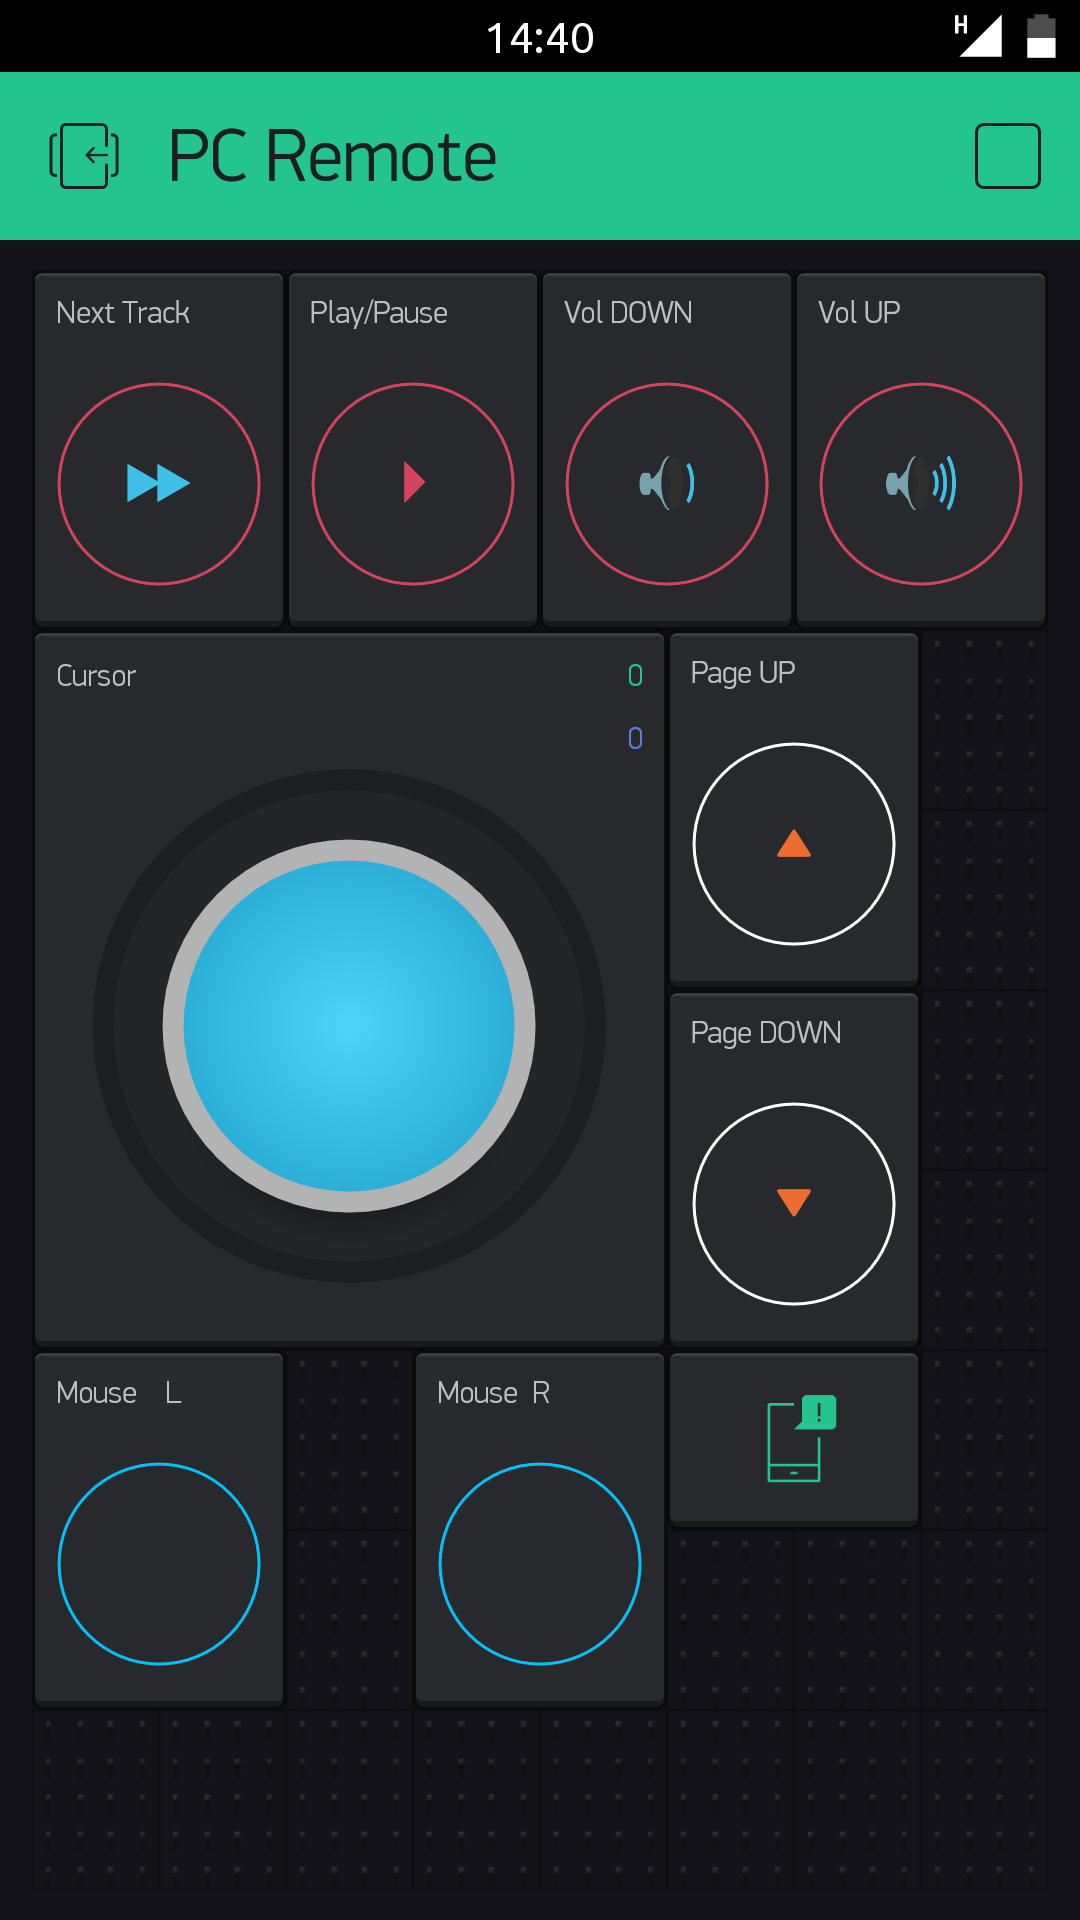 14:40
H
PC Remote
Next Track
Play/Pause
Vol DOWN
Vol UP
Cursor
0
0
Page UP
Page DOWN
Mouse    L
Mouse  R
!